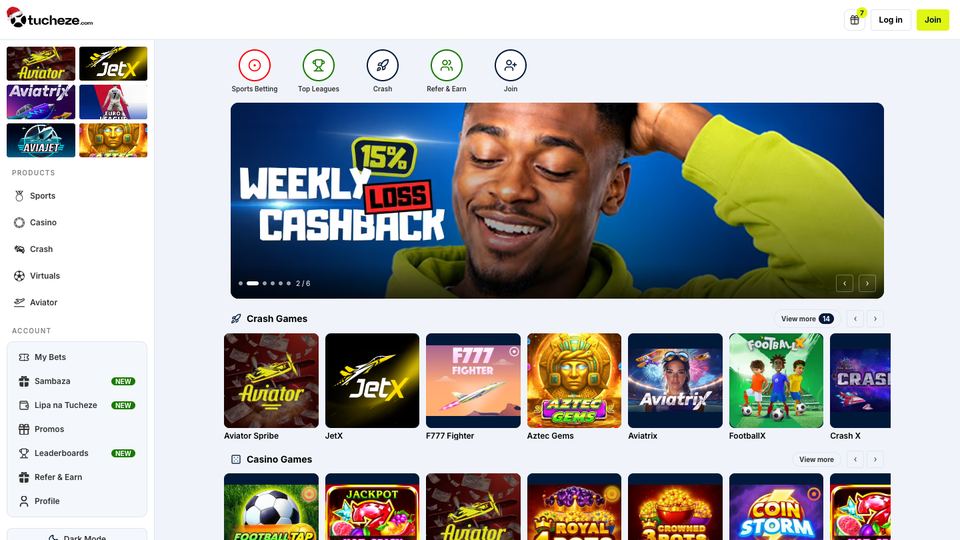 tucheze.com
7
Log in
Join
Aviator
JetX
Aviatrix
EURO
LEAGUE
AVIAJET
AZTEC
PRODUCTS
Sports
Casino
Crash
Virtuals
Aviator
ACCOUNT
My Bets
Sambaza NEW
Lipa na Tucheze NEW
Promos
Leaderboards NEW
Refer & Earn
Profile
Dark Mode
Sports Betting
Top Leagues
Crash
Refer & Earn
Join
15%
WEEKLY
LOSS
CASHBACK
2 / 6
Crash Games
View more 14
Aviator
JetX
F777
FIGHTER
AZTEC
GEMS
Aviatrix
FOOTBALLX
CRASH
Aviator Spribe
JetX
F777 Fighter
Aztec Gems
Aviatrix
FootballX
Crash X
Casino Games
View more
FOOTBALL TAP
JACKPOT
Aviator
ROYAL
CROWNED
COIN
STORM
JACKPOT